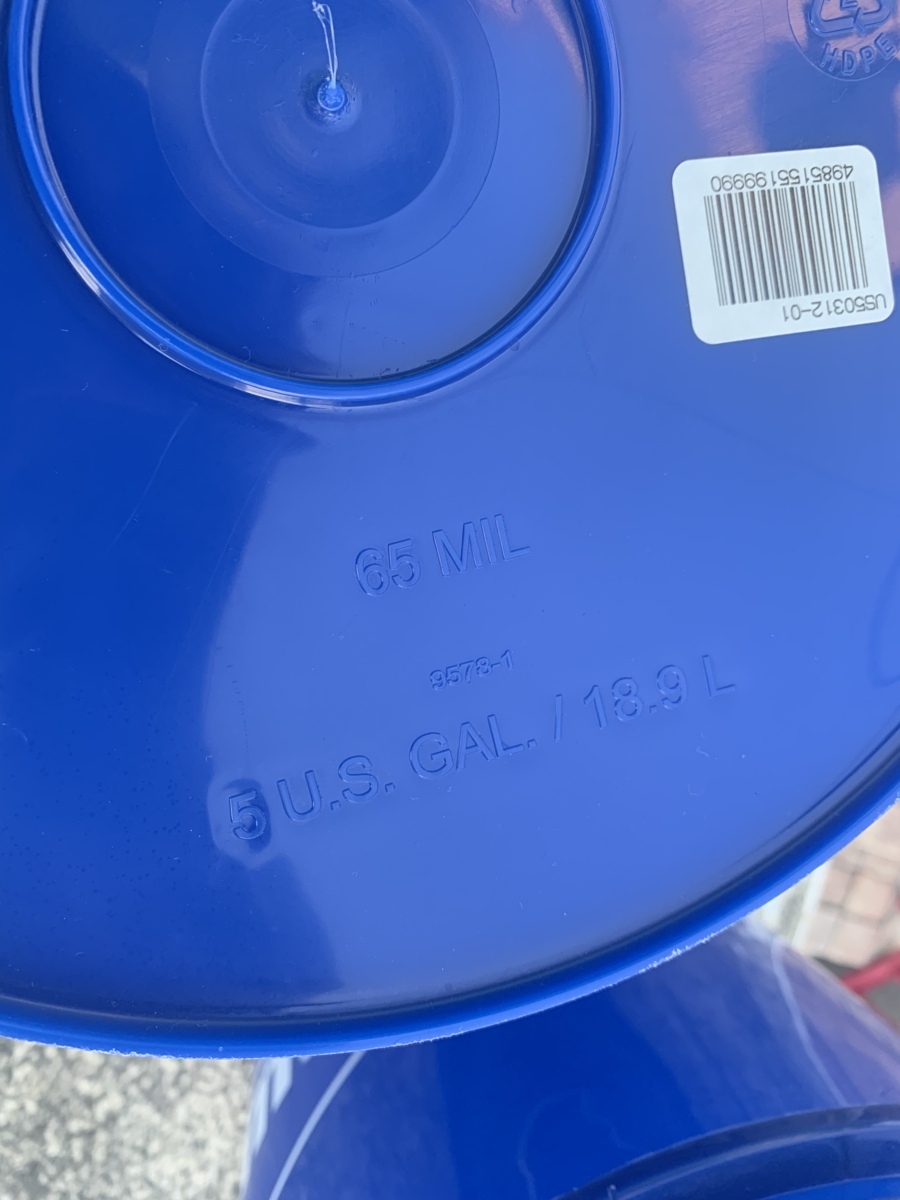 HDPE
US50312-01
4985155199990
65 MIL
9578-1
5 U.S. GAL. / 18.9 L